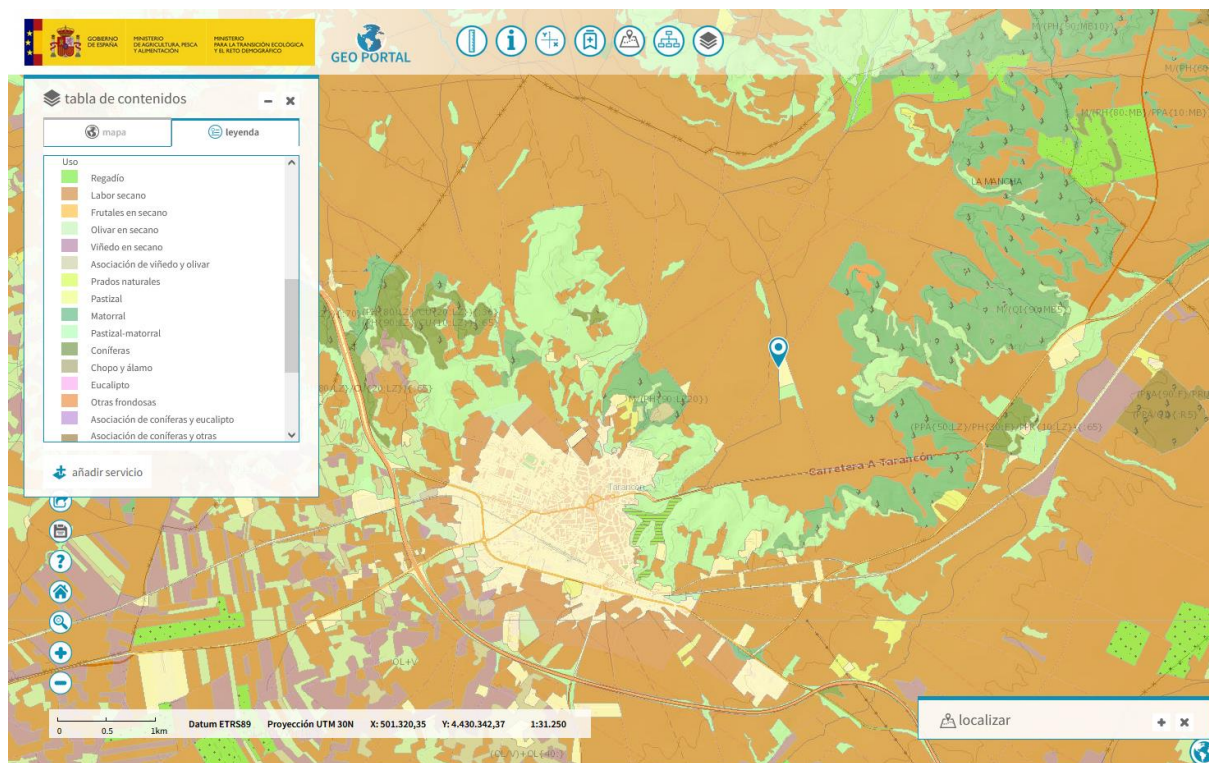 GOBIERNO
DE ESPAÑA
MINISTERIO
DE AGRICULTURA, PESCA
Y ALIMENTACIÓN
MINISTERIO
PARA LA TRANSICIÓN ECOLÓGICA
Y EL RETO DEMOGRÁFICO
GEO PORTAL
tabla de contenidos
mapa
leyenda
Uso
Regadío
Labor secano
Frutales en secano
Olivar en secano
Viñedo en secano
Asociación de viñedo y olivar
Prados naturales
Pastizal
Matorral
Pastizal-matorral
Coníferas
Chopo y álamo
Eucalipto
Otras frondosas
Asociación de coníferas y eucalipto
Asociación de coníferas y otras
añadir servicio
LA MANCHA
Carretera A Tarancón
Tarancón
OL+V
0 0.5 1km
Datum ETRS89 Proyección UTM 30N X: 501.320,35 Y: 4.430.342,37 1:31.250
localizar